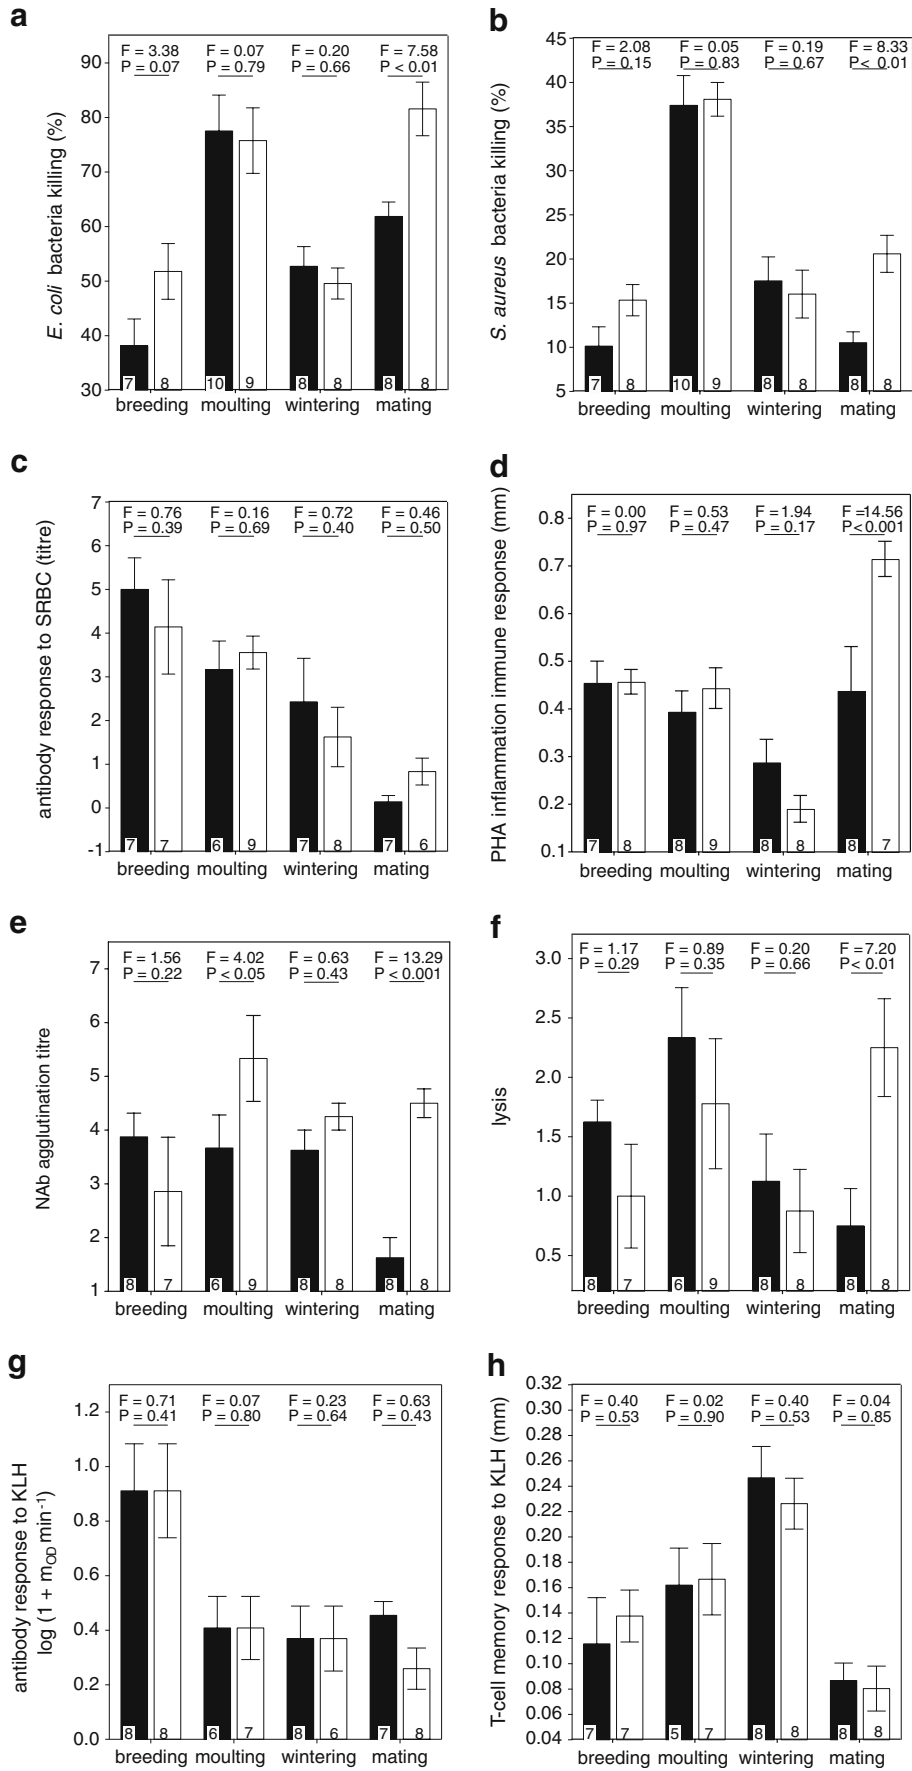 a
E. coli bacteria killing (%)
90
80
70
60
50
40
30
F = 3.38 F = 0.07 F = 0.20 F = 7.58
P = 0.07 P = 0.79 P = 0.66 P < 0.01
7 8 10 9 8 8 8 8
breeding moulting wintering mating
b
S. aureus bacteria killing (%)
45
40
35
30
25
20
15
10
5
F = 2.08 F = 0.05 F = 0.19 F = 8.33
P = 0.15 P = 0.83 P = 0.67 P < 0.01
7 8 10 9 8 8 8 8
breeding moulting wintering mating
c
antibody response to SRBC (titre)
7
6
5
4
3
2
1
0
-1
F = 0.76 F = 0.16 F = 0.72 F = 0.46
P = 0.39 P = 0.69 P = 0.40 P = 0.50
7 7 6 9 7 8 7 6
breeding moulting wintering mating
d
PHA inflammation immune response (mm)
0.8
0.7
0.6
0.5
0.4
0.3
0.2
0.1
F = 0.00 F = 0.53 F = 1.94 F =14.56
P = 0.97 P = 0.47 P = 0.17 P < 0.001
7 8 8 9 8 8 8 7
breeding moulting wintering mating
e
NAb agglutination titre
7
6
5
4
3
2
1
F = 1.56 F = 4.02 F = 0.63 F = 13.29
P = 0.22 P < 0.05 P = 0.43 P < 0.001
8 7 6 9 8 8 8 8
breeding moulting wintering mating
f
lysis
3.0
2.5
2.0
1.5
1.0
0.5
F = 1.17 F = 0.89 F = 0.20 F =7.20
P = 0.29 P = 0.35 P = 0.66 P < 0.01
8 7 6 9 8 8 8 8
breeding moulting wintering mating
g
antibody response to KLH
log (1 + mOD min-1)
1.2
1.0
0.8
0.6
0.4
0.2
0.0
F = 0.71 F = 0.07 F = 0.23 F = 0.63
P = 0.41 P = 0.80 P = 0.64 P = 0.43
8 8 6 7 8 6 7 8
breeding moulting wintering mating
h
T-cell memory response to KLH (mm)
0.32
0.28
0.24
0.22
0.20
0.16
0.14
0.12
0.10
0.08
0.06
0.04
F = 0.40 F = 0.02 F = 0.40 F = 0.04
P = 0.53 P = 0.90 P = 0.53 P = 0.85
7 7 5 7 8 8 8 8
breeding moulting wintering mating